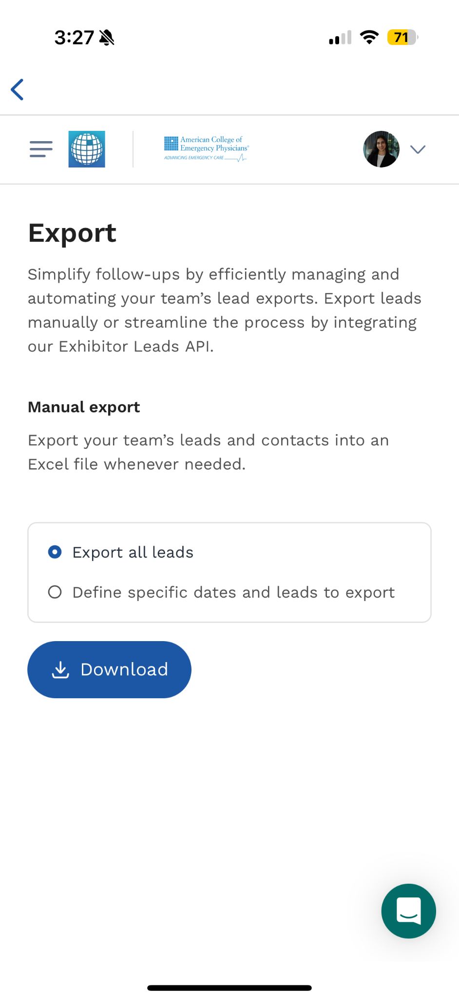 3:27
71
American College of
Emergency Physicians®
ADVANCING EMERGENCY CARE
Export
Simplify follow-ups by efficiently managing and
automating your team’s lead exports. Export leads
manually or streamline the process by integrating
our Exhibitor Leads API.
Manual export
Export your team’s leads and contacts into an
Excel file whenever needed.
Export all leads
Define specific dates and leads to export
Download